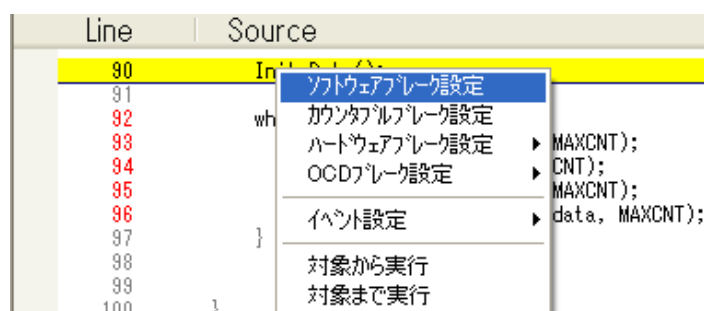 Line Source
90 InitData();
91
92 wh
93 MAXCNT);
94 CNT);
95 MAXCNT);
96 data, MAXCNT);
97 }
98
99
100 }
ソフトウェアブレーク設定
カウンタブルブレーク設定
ハードウェアブレーク設定
OCDブレーク設定
イベント設定
対象から実行
対象まで実行